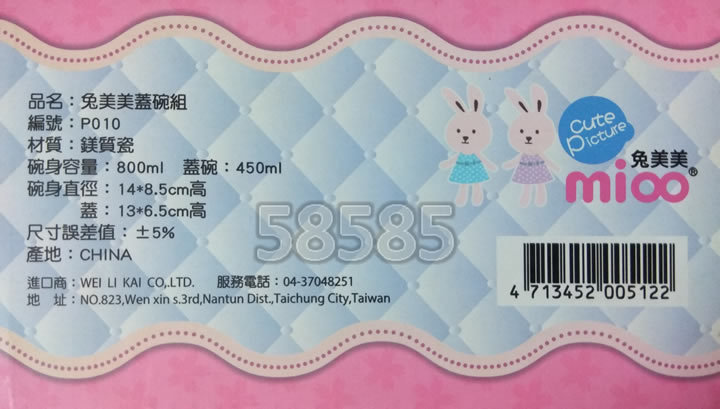 品名：兔美美蓋碗組
編號：P010
材質：鎂質瓷
碗身容量：800ml 蓋碗：450ml
碗身直徑：14*8.5cm高
蓋：13*6.5cm高
尺寸誤差值：±5%
產地：CHINA
進口商：WEI LI KAI CO,.LTD. 服務電話：04-37048251
地 址：NO.823,Wen xin s.3rd,Nantun Dist.,Taichung City,Taiwan
cute
Picture
兔美美
mioo®
58585
4 713452 005122